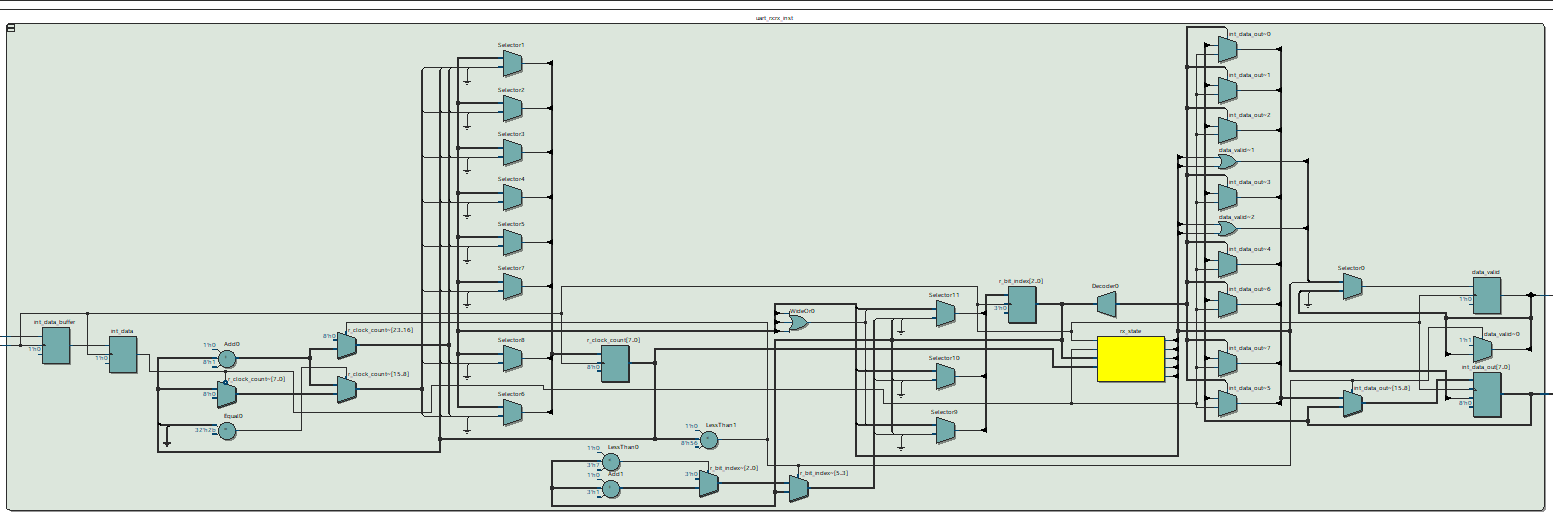 uart_rxrx_inst
Selector1
Selector2
Selector3
Selector4
Selector5
Selector7
Selector8
Selector6
int_data_buffer
1'h0
int_data
1'h0
Add0
1'h0
8'h1
r_clock_count~[7..0]
8'h0
Equal0
32'h2b
r_clock_count~[23..16]
8'h0
r_clock_count~[15..8]
r_clock_count[7..0]
8'h0
LessThan0
1'h0
3'h7
Add1
1'h0
3'h1
LessThan1
1'h0
8'h56
r_bit_index~[2..0]
3'h0
r_bit_index~[5..3]
WideOr0
Selector11
Selector10
Selector9
r_bit_index[2..0]
3'h0
Decoder0
rx_state
int_data_out~0
int_data_out~1
int_data_out~2
data_valid~1
int_data_out~3
data_valid~2
int_data_out~4
int_data_out~6
int_data_out~7
int_data_out~5
Selector0
int_data_out~[15..8]
data_valid
1'h0
data_valid~0
1'h1
int_data_out[7..0]
8'h0